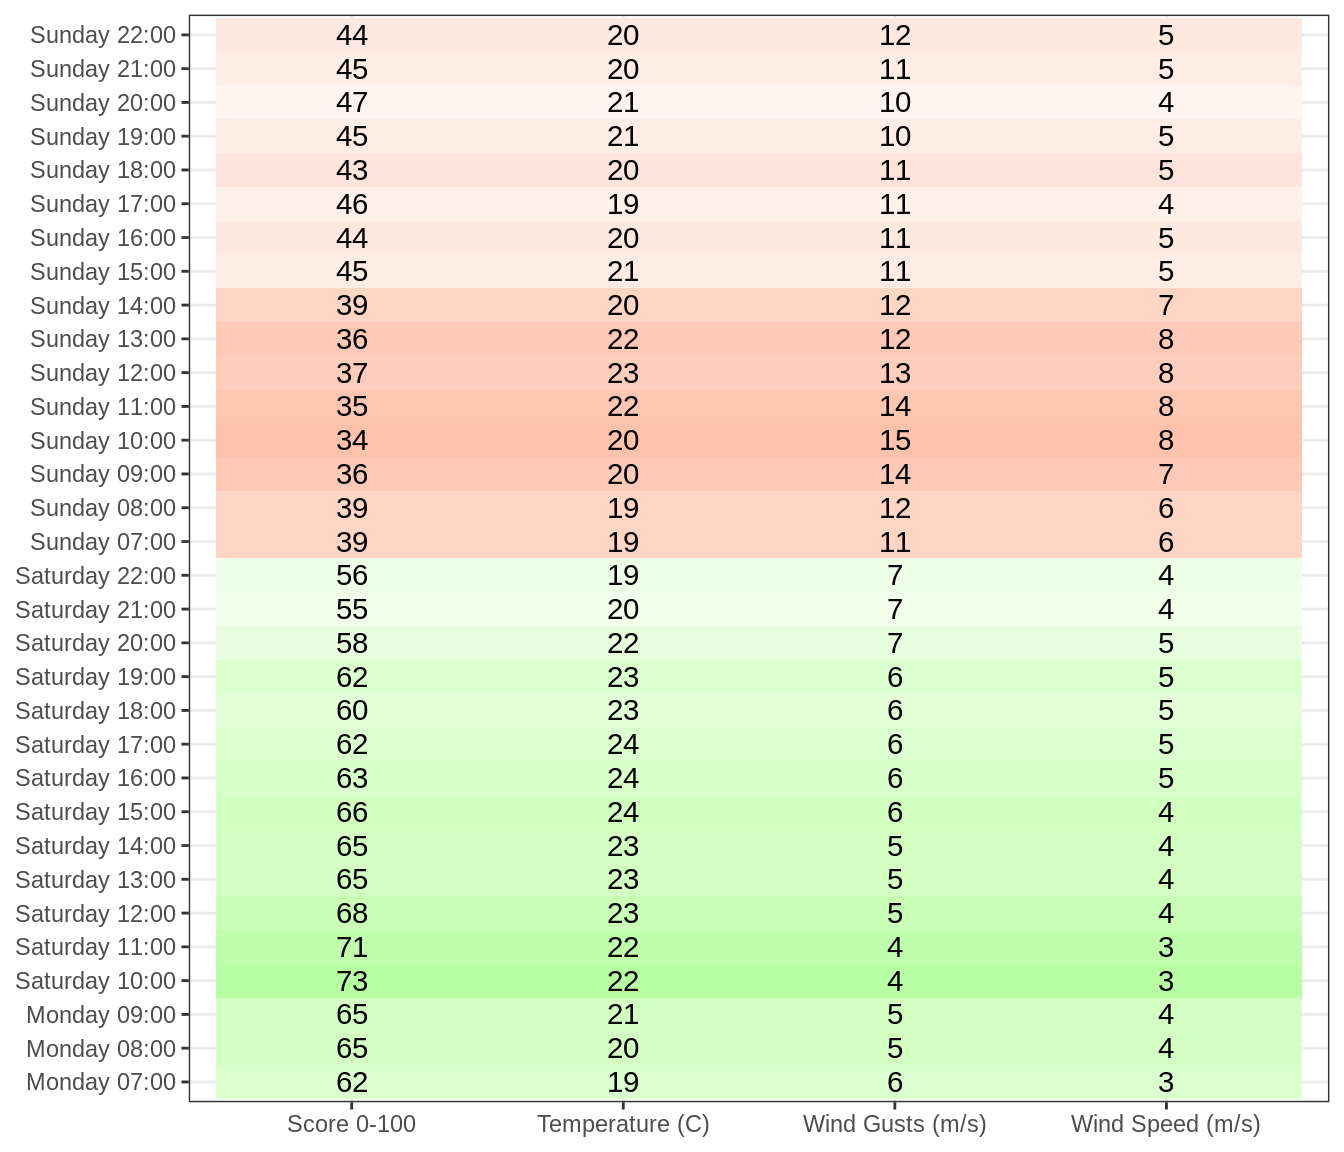 Sunday 22:00 44 20 12 5
Sunday 21:00 45 20 11 5
Sunday 20:00 47 21 10 4
Sunday 19:00 45 21 10 5
Sunday 18:00 43 20 11 5
Sunday 17:00 46 19 11 4
Sunday 16:00 44 20 11 5
Sunday 15:00 45 21 11 5
Sunday 14:00 39 20 12 7
Sunday 13:00 36 22 12 8
Sunday 12:00 37 23 13 8
Sunday 11:00 35 22 14 8
Sunday 10:00 34 20 15 8
Sunday 09:00 36 20 14 7
Sunday 08:00 39 19 12 6
Sunday 07:00 39 19 11 6
Saturday 22:00 56 19 7 4
Saturday 21:00 55 20 7 4
Saturday 20:00 58 22 7 5
Saturday 19:00 62 23 6 5
Saturday 18:00 60 23 6 5
Saturday 17:00 62 24 6 5
Saturday 16:00 63 24 6 5
Saturday 15:00 66 24 6 4
Saturday 14:00 65 23 5 4
Saturday 13:00 65 23 5 4
Saturday 12:00 68 23 5 4
Saturday 11:00 71 22 4 3
Saturday 10:00 73 22 4 3
Monday 09:00 65 21 5 4
Monday 08:00 65 20 5 4
Monday 07:00 62 19 6 3
Score 0-100 Temperature (C) Wind Gusts (m/s) Wind Speed (m/s)